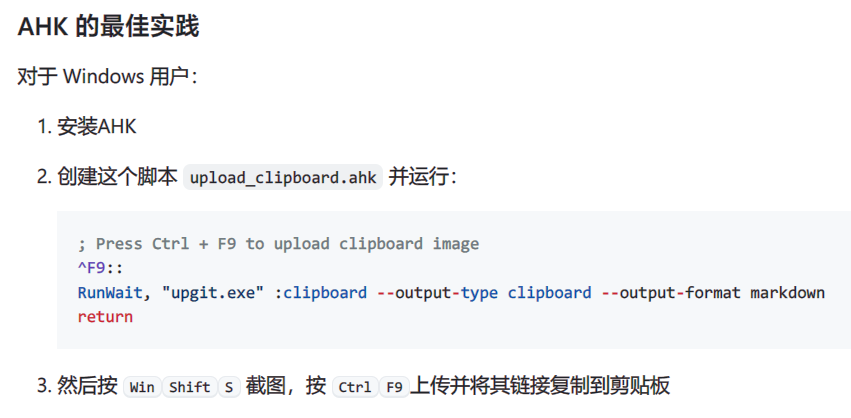 AHK 的最佳实践
对于 Windows 用户：
1. 安装AHK
2. 创建这个脚本 upload_clipboard.ahk 并运行：
; Press Ctrl + F9 to upload clipboard image
^F9::
RunWait, "upgit.exe" :clipboard --output-type clipboard --output-format markdown
return
3. 然后按 Win Shift S 截图，按 Ctrl F9 上传并将其链接复制到剪贴板